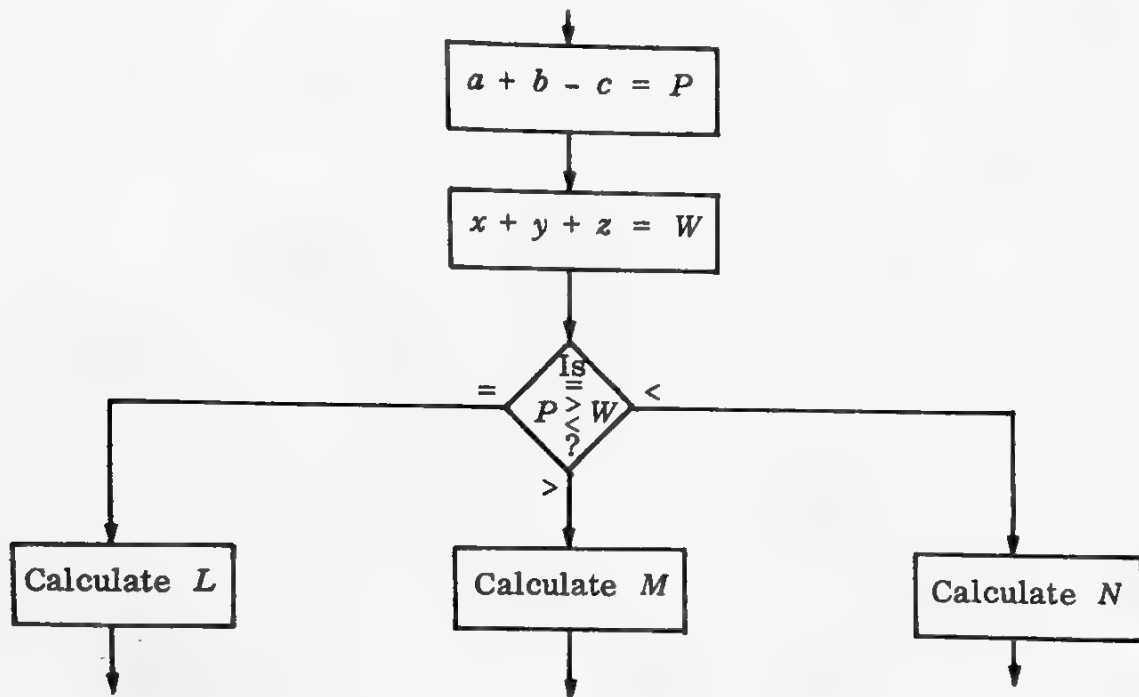 a + b - c = P
x + y + z = W
Is
=
P > W
<
?
=
<
>
Calculate L
Calculate M
Calculate N